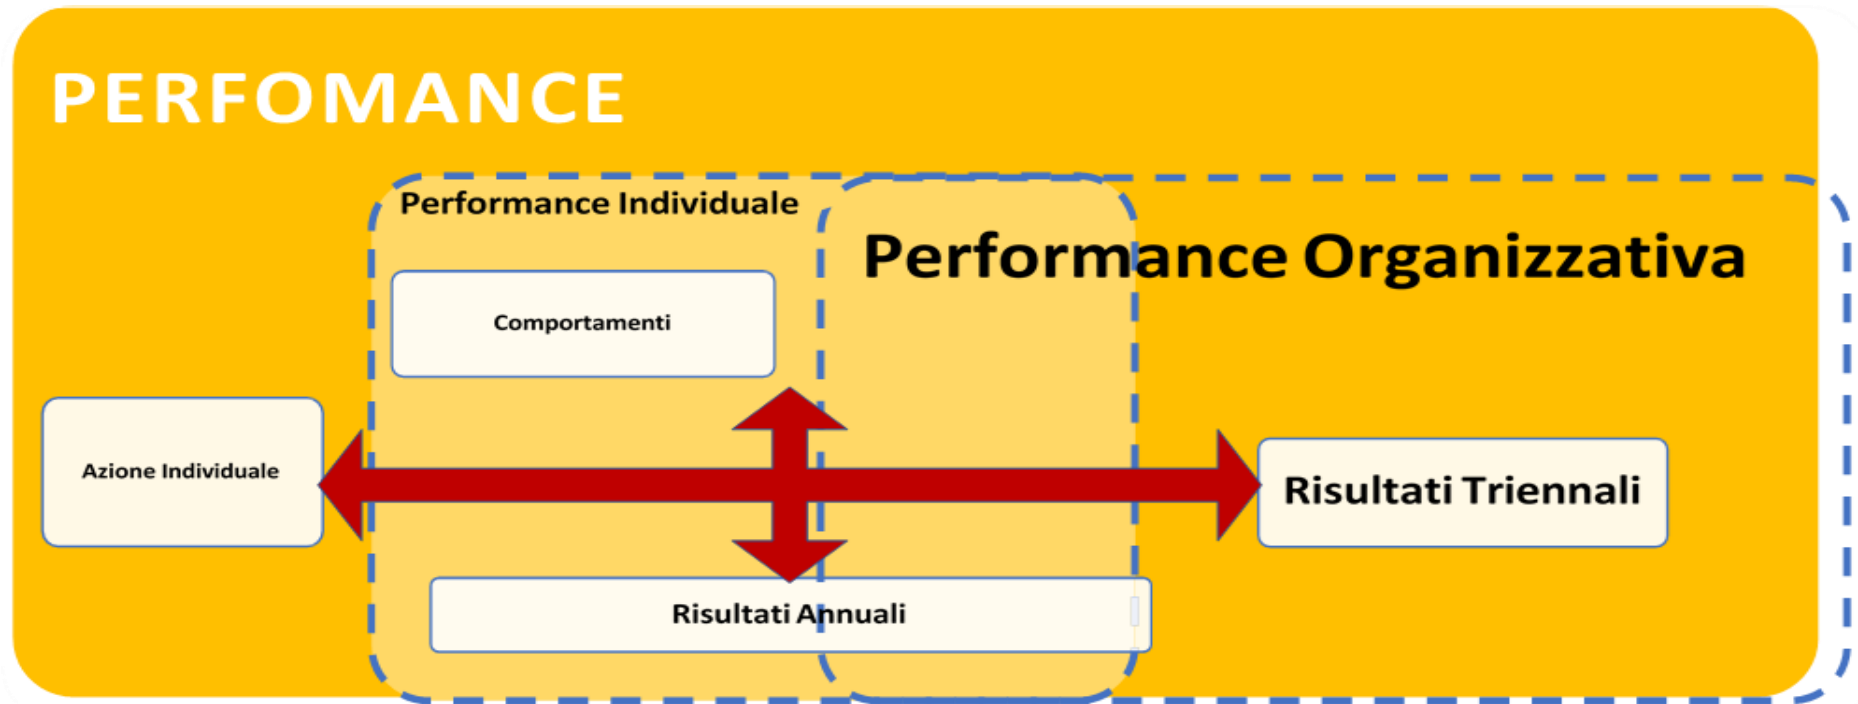 PERFOMANCE
Performance Individuale
Performance Organizzativa
Comportamenti
Azione Individuale
Risultati Triennali
Risultati Annuali